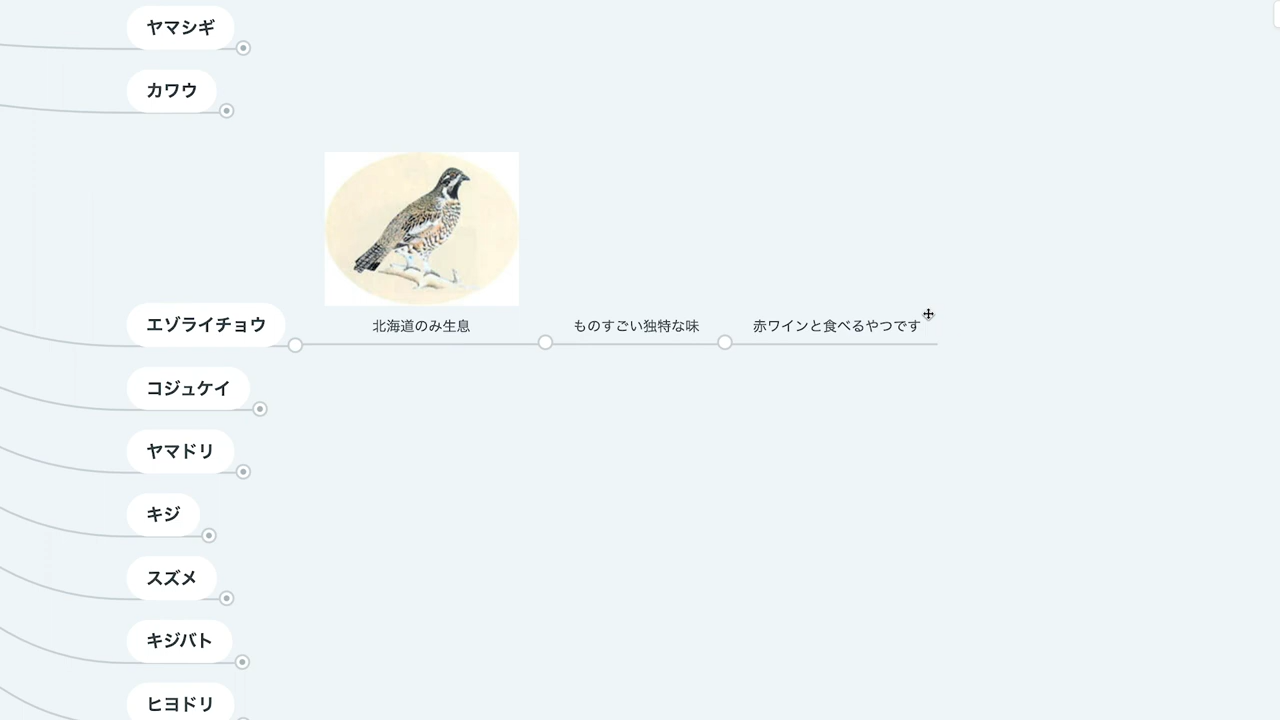 ヤマシギ
カワウ
エゾライチョウ
北海道のみ生息
ものすごい独特な味
赤ワインと食べるやつです
コジュケイ
ヤマドリ
キジ
スズメ
キジバト
ヒヨドリ